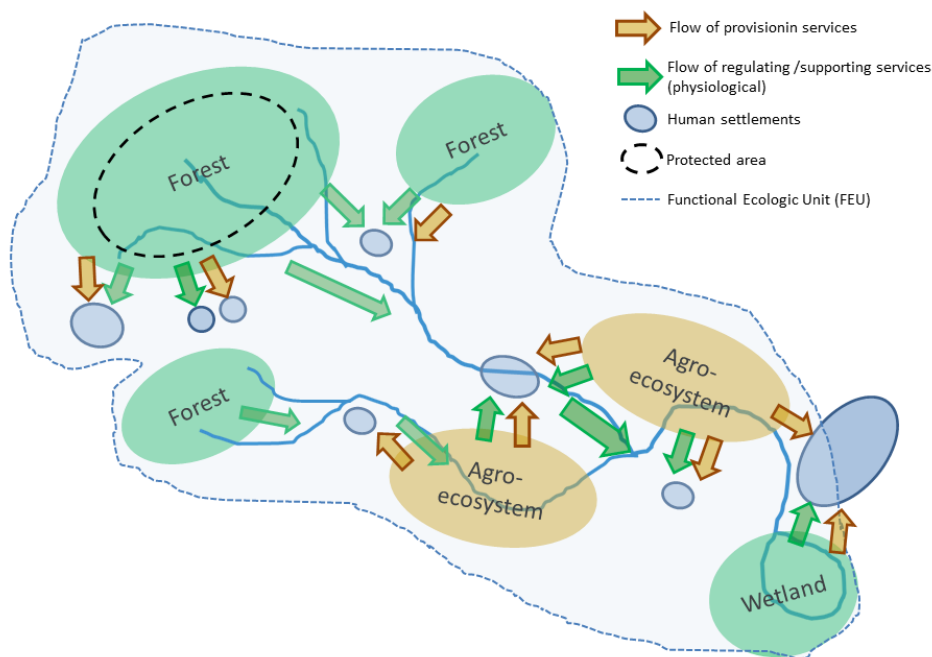 Flow of provisionin services
Flow of regulating /supporting services
(physiological)
Human settlements
Protected area
Functional Ecologic Unit (FEU)
Forest
Forest
Forest
Agro-
ecosystem
Agro-
ecosystem
Wetland